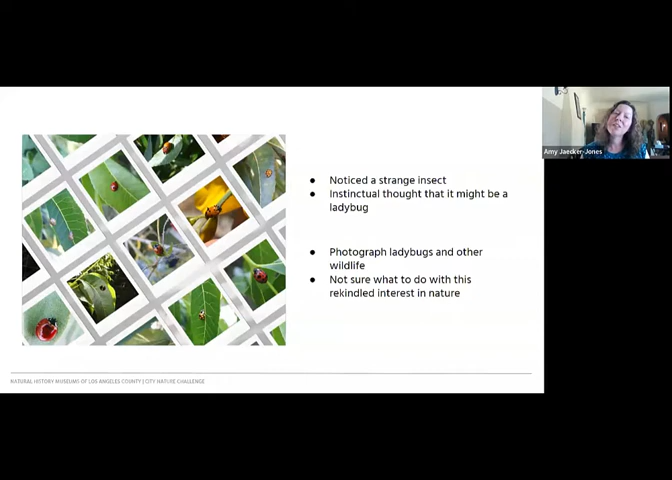 Amy Jaecker-Jones
● Noticed a strange insect
● Instinctual thought that it might be a
ladybug
● Photograph ladybugs and other
wildlife
● Not sure what to do with this
rekindled interest in nature
NATURAL HISTORY MUSEUMS OF LOS ANGELES COUNTY | CITY NATURE CHALLENGE